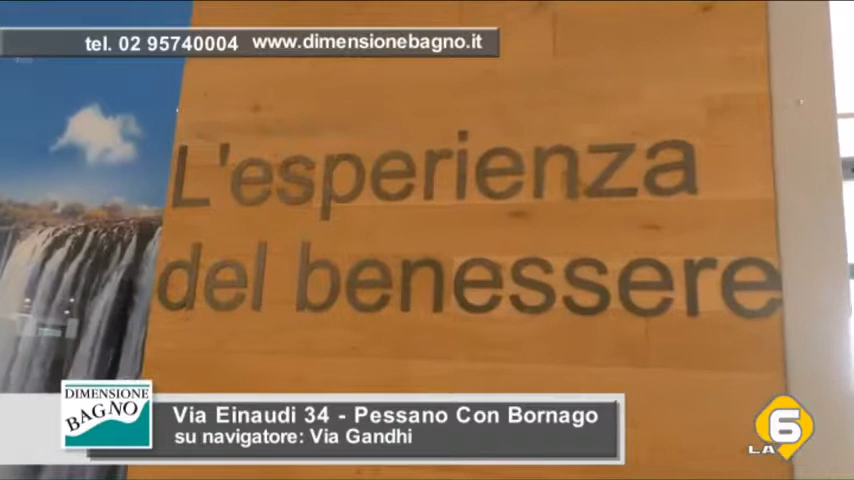 tel. 02 95740004 www.dimensionebagno.it
L'esperienza
del benessere
DIMENSIONE
BAGNO
Via Einaudi 34 - Pessano Con Bornago
su navigatore: Via Gandhi
LA 6